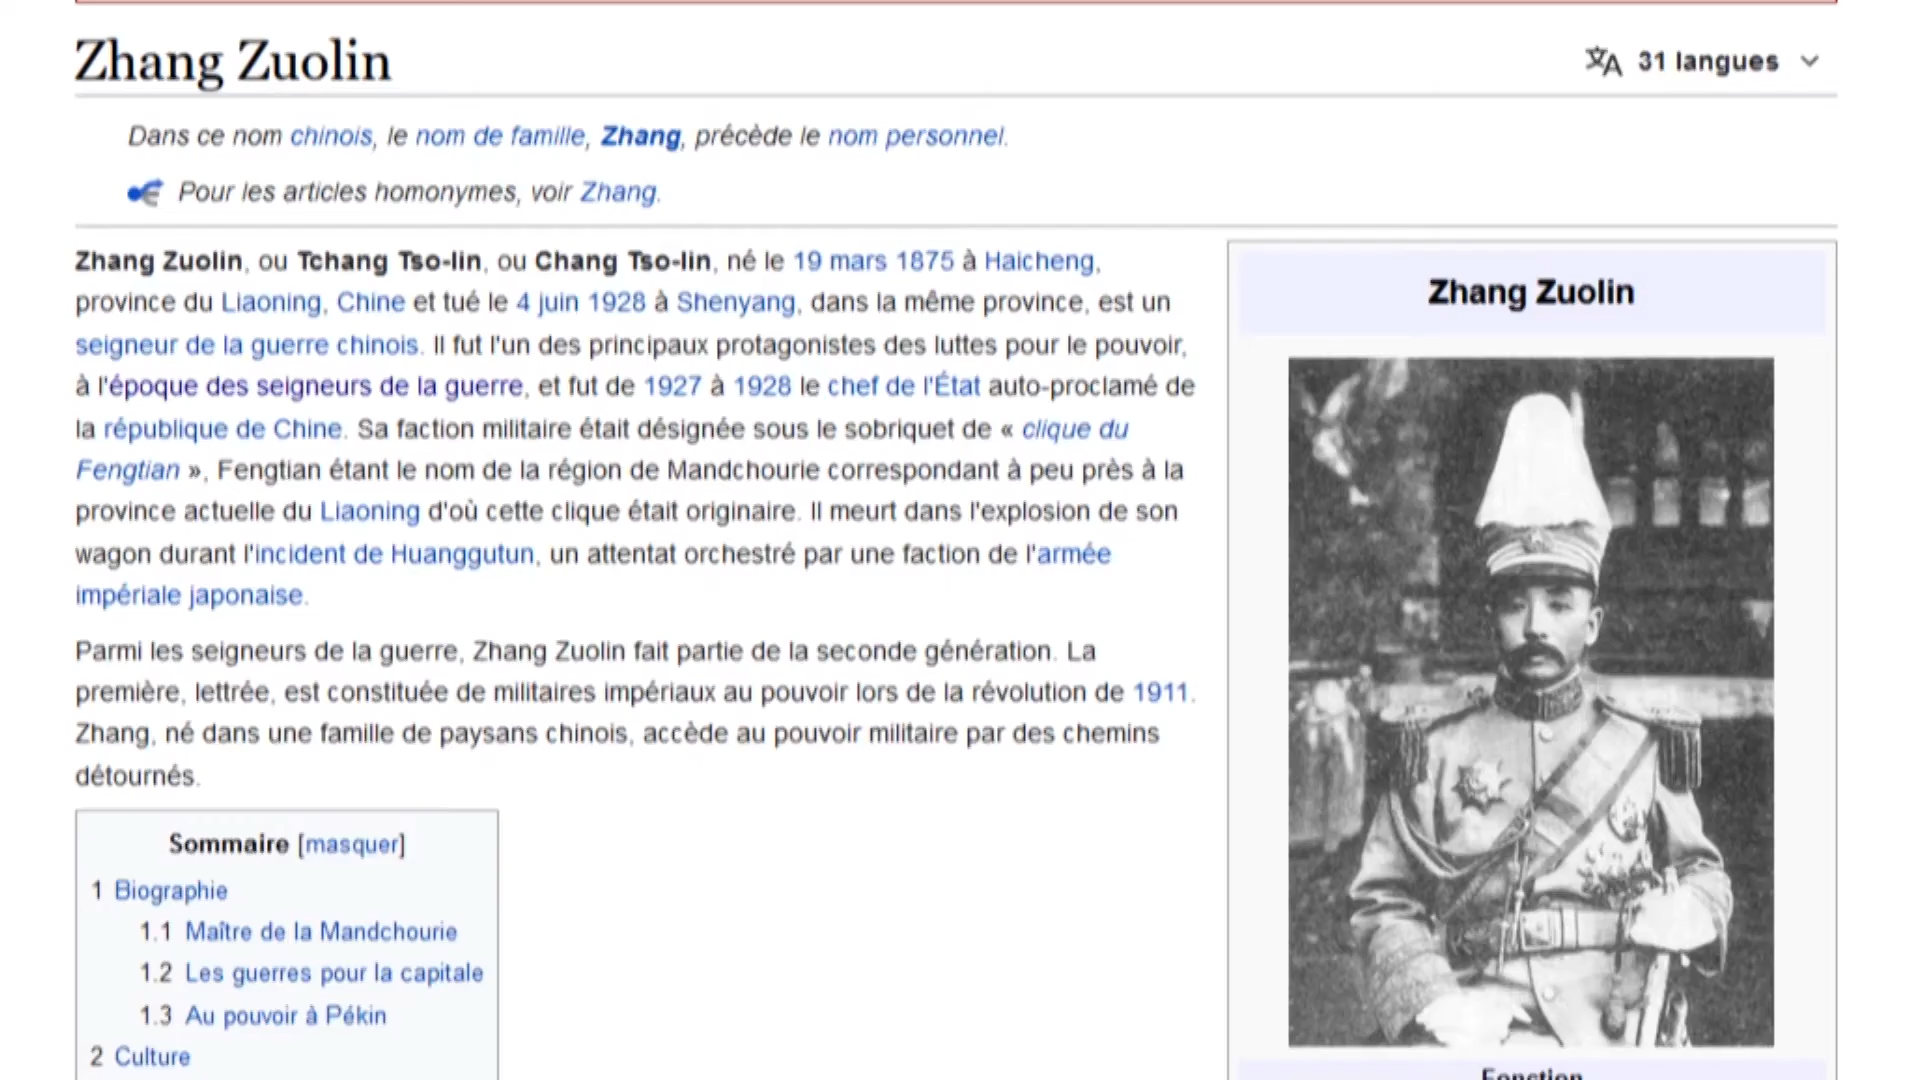 Zhang Zuolin
31 langues
Dans ce nom chinois, le nom de famille, Zhang, précède le nom personnel.
Pour les articles homonymes, voir Zhang.
Zhang Zuolin, ou Tchang Tso-lin, ou Chang Tso-lin, né le 19 mars 1875 à Haicheng,
province du Liaoning, Chine et tué le 4 juin 1928 à Shenyang, dans la même province, est un
seigneur de la guerre chinois. Il fut l'un des principaux protagonistes des luttes pour le pouvoir,
à l'époque des seigneurs de la guerre, et fut de 1927 à 1928 le chef de l'État auto-proclamé de
la république de Chine. Sa faction militaire était désignée sous le sobriquet de « clique du
Fengtian », Fengtian étant le nom de la région de Mandchourie correspondant à peu près à la
province actuelle du Liaoning d'où cette clique était originaire. Il meurt dans l'explosion de son
wagon durant l'incident de Huanggutun, un attentat orchestré par une faction de l'armée
impériale japonaise.
Parmi les seigneurs de la guerre, Zhang Zuolin fait partie de la seconde génération. La
première, lettrée, est constituée de militaires impériaux au pouvoir lors de la révolution de 1911.
Zhang, né dans une famille de paysans chinois, accède au pouvoir militaire par des chemins
détournés.
Sommaire [masquer]
1 Biographie
1.1 Maître de la Mandchourie
1.2 Les guerres pour la capitale
1.3 Au pouvoir à Pékin
2 Culture
Zhang Zuolin
Fonction